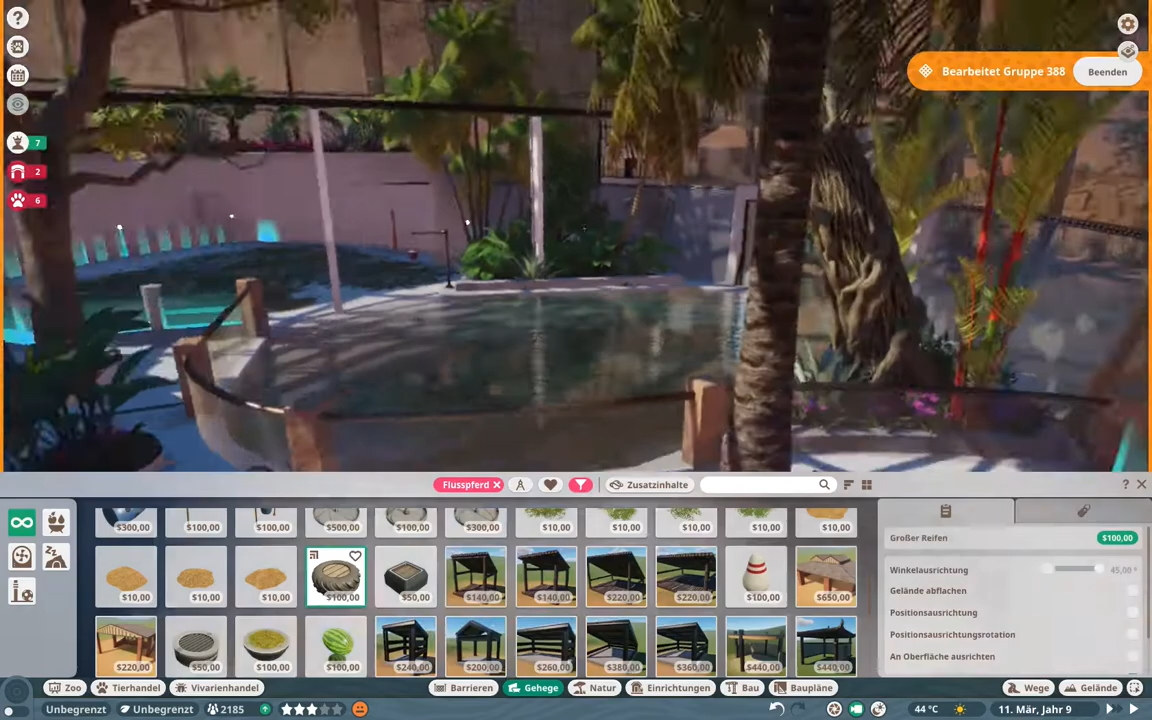 ?
Bearbeitet Gruppe 388 Beenden
7
2
6
Flusspferd × Zusatzinhalte ? ×
$300,00 $100,00 $100,00 $500,00 $100,00 $300,00 $10,00 $10,00 $10,00 $10,00 $10,00
$10,00 $10,00 $10,00 $100,00 $50,00 $140,00 $140,00 $220,00 $220,00 $100,00 $650,00
$220,00 $50,00 $100,00 $100,00 $240,00 $200,00 $260,00 $380,00 $360,00 $440,00 $440,00
Großer Reifen $100,00
Winkelausrichtung 45,00 °
Gelände abflachen
Positionsausrichtung
Positionsausrichtungsrotation
An Oberfläche ausrichten
Zoo Tierhandel Vivarienhandel Barrieren Gehege Natur Einrichtungen Bau Baupläne Wege Gelände
Unbegrenzt Unbegrenzt 2185 44 °C 11. Mär, Jahr 9